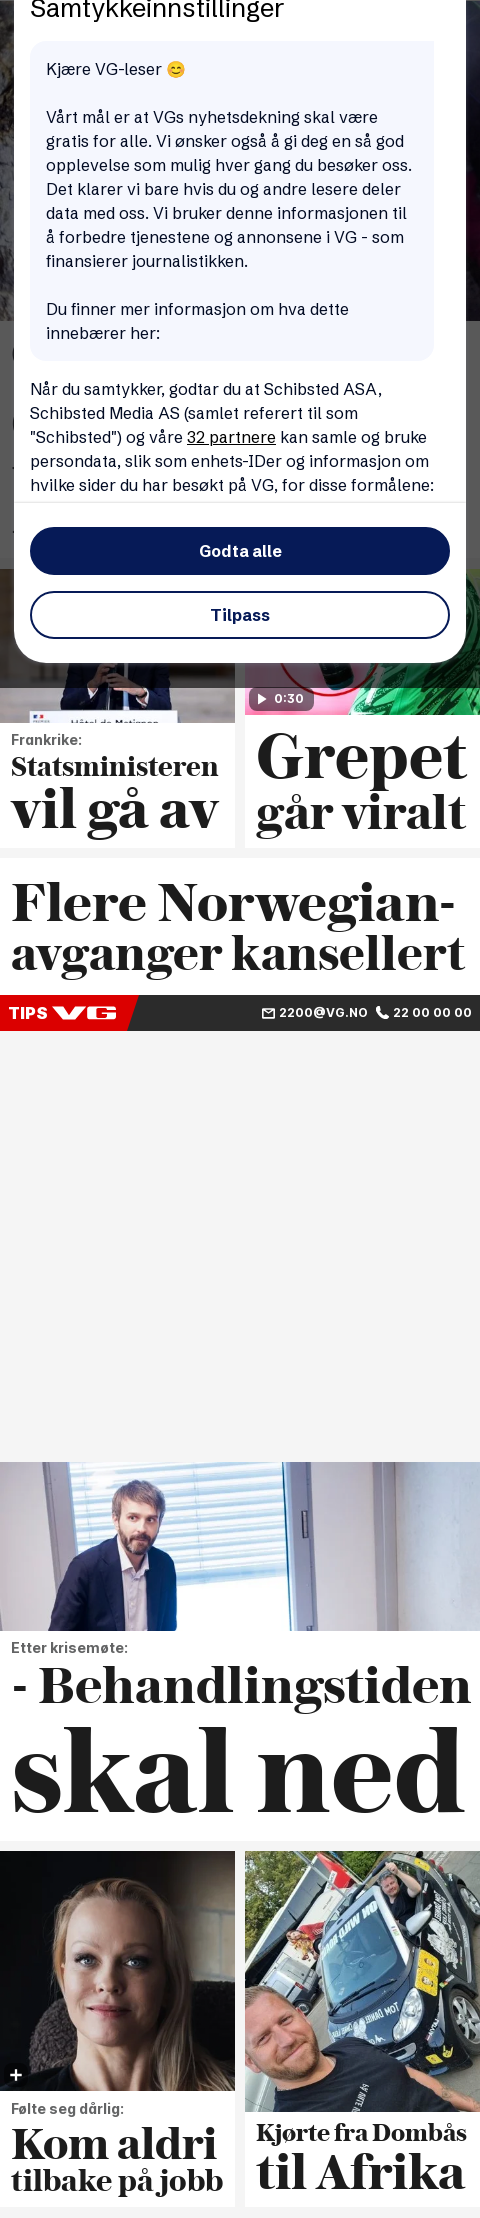 Samtykkeinnstillinger
Kjære VG-leser 😊
Vårt mål er at VGs nyhetsdekning skal være
gratis for alle. Vi ønsker også å gi deg en så god
opplevelse som mulig hver gang du besøker oss.
Det klarer vi bare hvis du og andre lesere deler
data med oss. Vi bruker denne informasjonen til
å forbedre tjenestene og annonsene i VG - som
finansierer journalistikken.
Du finner mer informasjon om hva dette
innebærer her:
Når du samtykker, godtar du at Schibsted ASA,
Schibsted Media AS (samlet referert til som
"Schibsted") og våre 32 partnere kan samle og bruke
persondata, slik som enhets-IDer og informasjon om
hvilke sider du har besøkt på VG, for disse formålene:
Godta alle
Tilpass
0:30
Frankrike:
Statsministeren
vil gå av
Grepet
går viralt
Flere Norwegian-
avganger kansellert
TIPS VG 2200@VG.NO 22 00 00 00
Etter krisemøte:
- Behandlingstiden
skal ned
Følte seg dårlig:
Kom aldri
tilbake på jobb
Kjørte fra Dombås
til Afrika